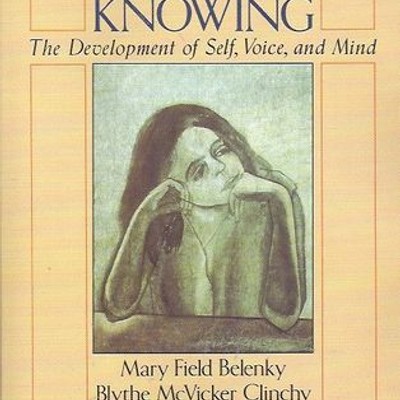 KNOWING
The Development of Self, Voice, and Mind
Mary Field Belenky
Blythe McVicker Clinchy